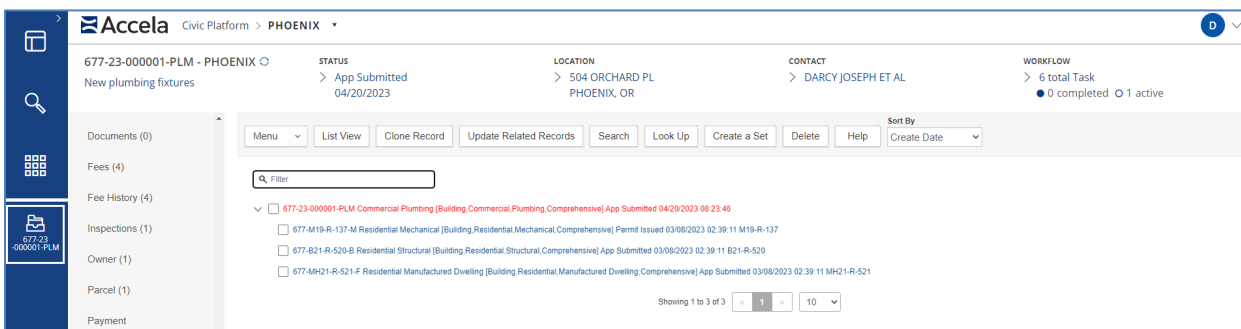 Accela Civic Platform > PHOENIX
D
677-23-000001-PLM - PHOENIX
New plumbing fixtures
STATUS
App Submitted
04/20/2023
LOCATION
504 ORCHARD PL
PHOENIX, OR
CONTACT
DARCY JOSEPH ET AL
WORKFLOW
6 total Task
0 completed 1 active
677-23
-000001-PLM
Documents (0)
Fees (4)
Fee History (4)
Inspections (1)
Owner (1)
Parcel (1)
Payment
Menu List View Clone Record Update Related Records Search Look Up Create a Set Delete Help
Sort By
Create Date
Filter
677-23-000001-PLM Commercial Plumbing [Building,Commercial,Plumbing,Comprehensive] App Submitted 04/20/2023 08:23:46
677-M19-R-137-M Residential Mechanical [Building,Residential,Mechanical,Comprehensive] Permit Issued 03/08/2023 02:39:11 M19-R-137
677-B21-R-520-B Residential Structural [Building,Residential,Structural,Comprehensive] App Submitted 03/08/2023 02:39:11 B21-R-520
677-MH21-R-521-F Residential Manufactured Dwelling [Building,Residential,Manufactured Dwelling,Comprehensive] App Submitted 03/08/2023 02:39:11 MH21-R-521
Showing 1 to 3 of 3 « 1 » 10